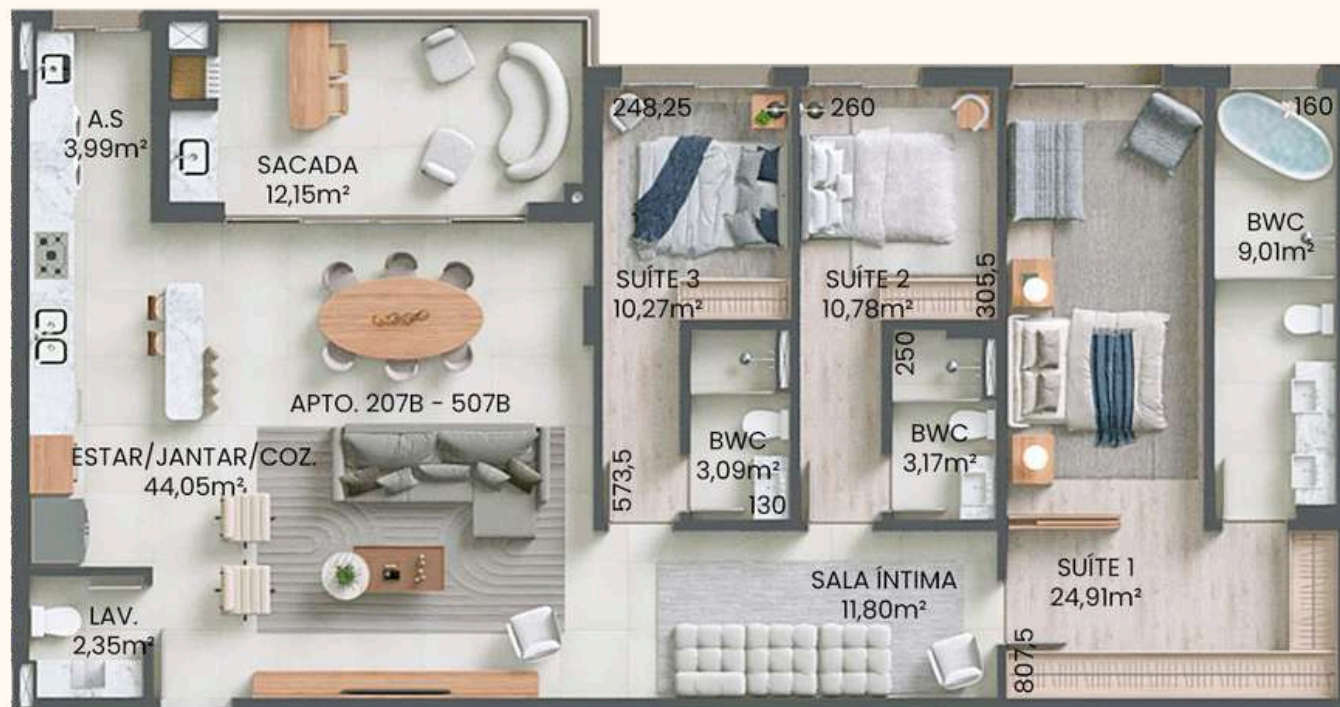 A.S
3,99m²
SACADA
12,15m²
248,25
260
160
BWC
9,01m²
SUÍTE 3
10,27m²
SUÍTE 2
10,78m²
305,5
250
APTO. 207B - 507B
ESTAR/JANTAR/COZ.
44,05m²
BWC
3,09m²
130
BWC
3,17m²
573,5
SALA ÍNTIMA
11,80m²
SUÍTE 1
24,91m²
LAV.
2,35m²
807,5